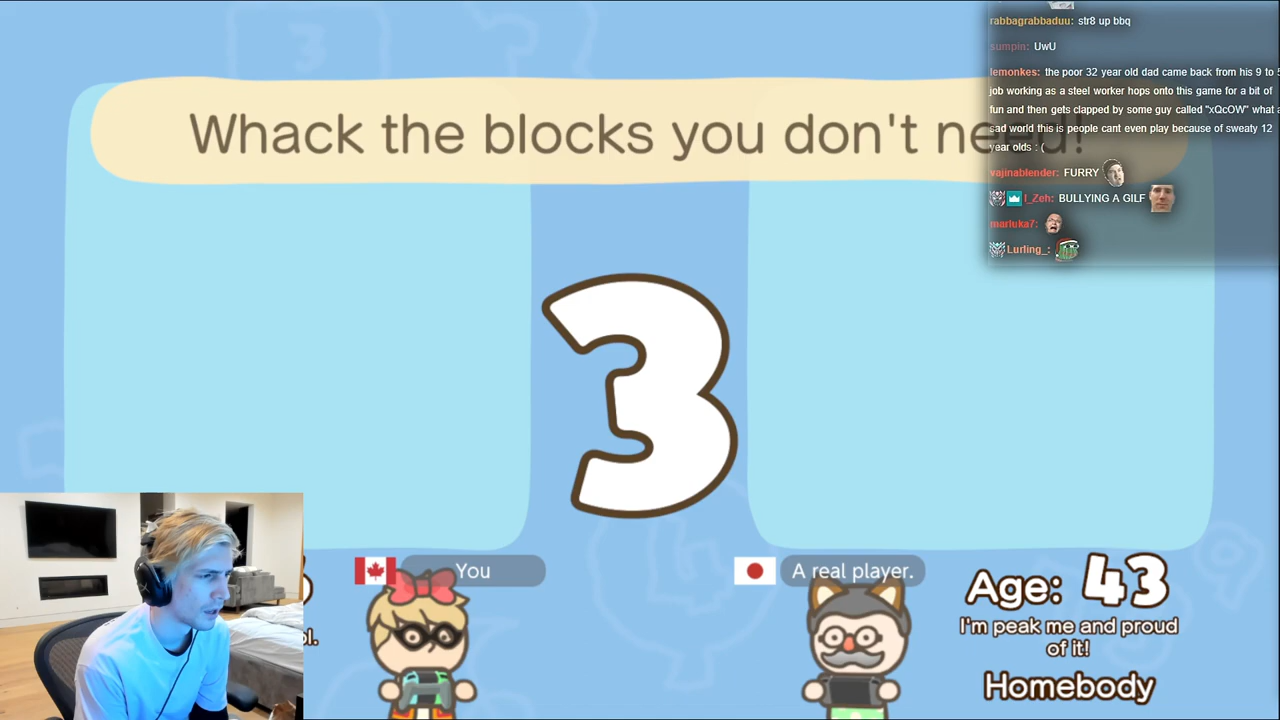 rabbagrabbaduu: str8 up bbq
sumpin: UwU
lemonkes: the poor 32 year old dad came back from his 9 to 5
job working as a steel worker hops onto this game for a bit of
fun and then gets clapped by some guy called "xQcOW" what a
sad world this is people cant even play because of sweaty 12
year olds : (
vajinablender: FURRY
I_Zeh: BULLYING A GILF
marluka7:
Lurfing_:
Whack the blocks you don't need!
3
You
A real player.
Age: 43
I'm peak me and proud
of it!
Homebody